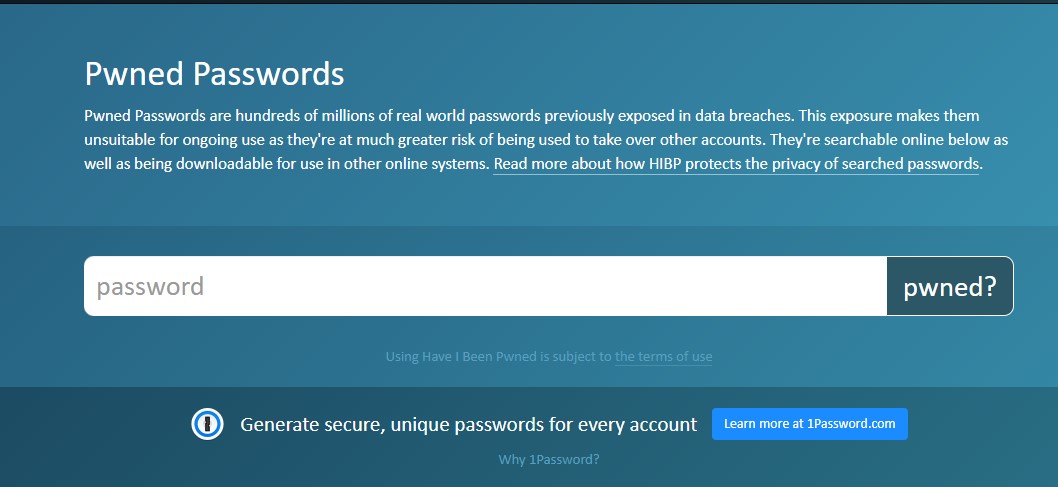 Pwned Passwords
Pwned Passwords are hundreds of millions of real world passwords previously exposed in data breaches. This exposure makes them
unsuitable for ongoing use as they're at much greater risk of being used to take over other accounts. They're searchable online below as
well as being downloadable for use in other online systems. Read more about how HIBP protects the privacy of searched passwords.
password
pwned?
Using Have I Been Pwned is subject to the terms of use
Generate secure, unique passwords for every account
Learn more at 1Password.com
Why 1Password?